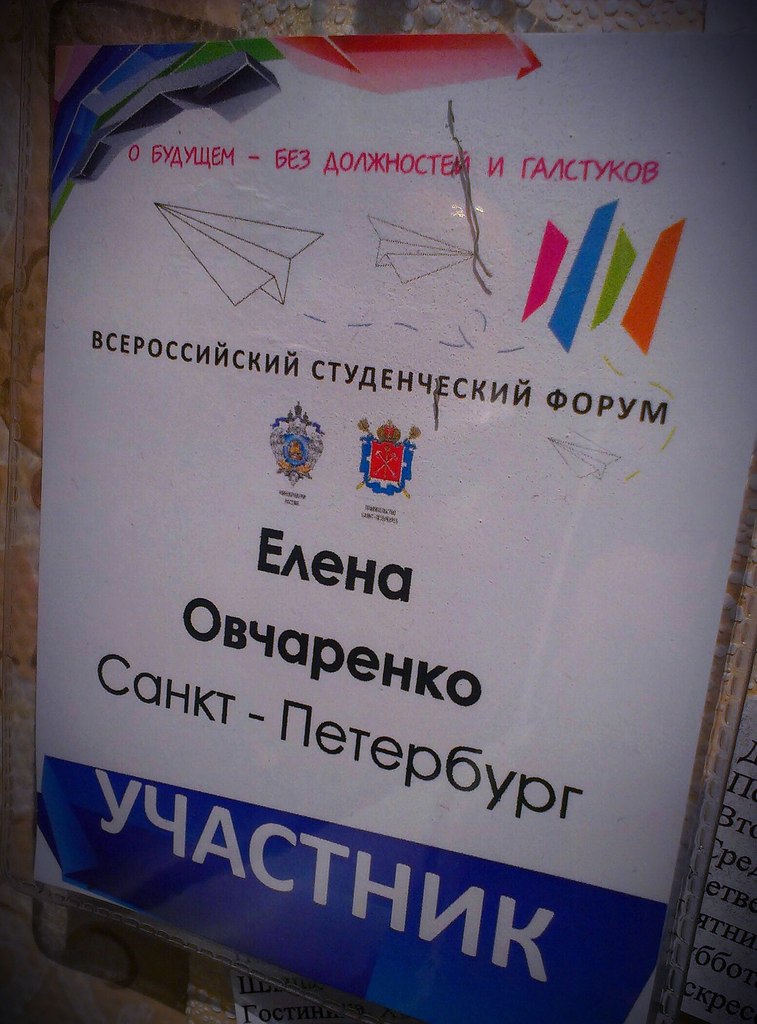 О БУДУЩЕМ - БЕЗ ДОЛЖНОСТЕЙ И ГАЛСТУКОВ
ВСЕРОССИЙСКИЙ СТУДЕНЧЕСКИЙ ФОРУМ
Елена
Овчаренко
Санкт - Петербург
УЧАСТНИК